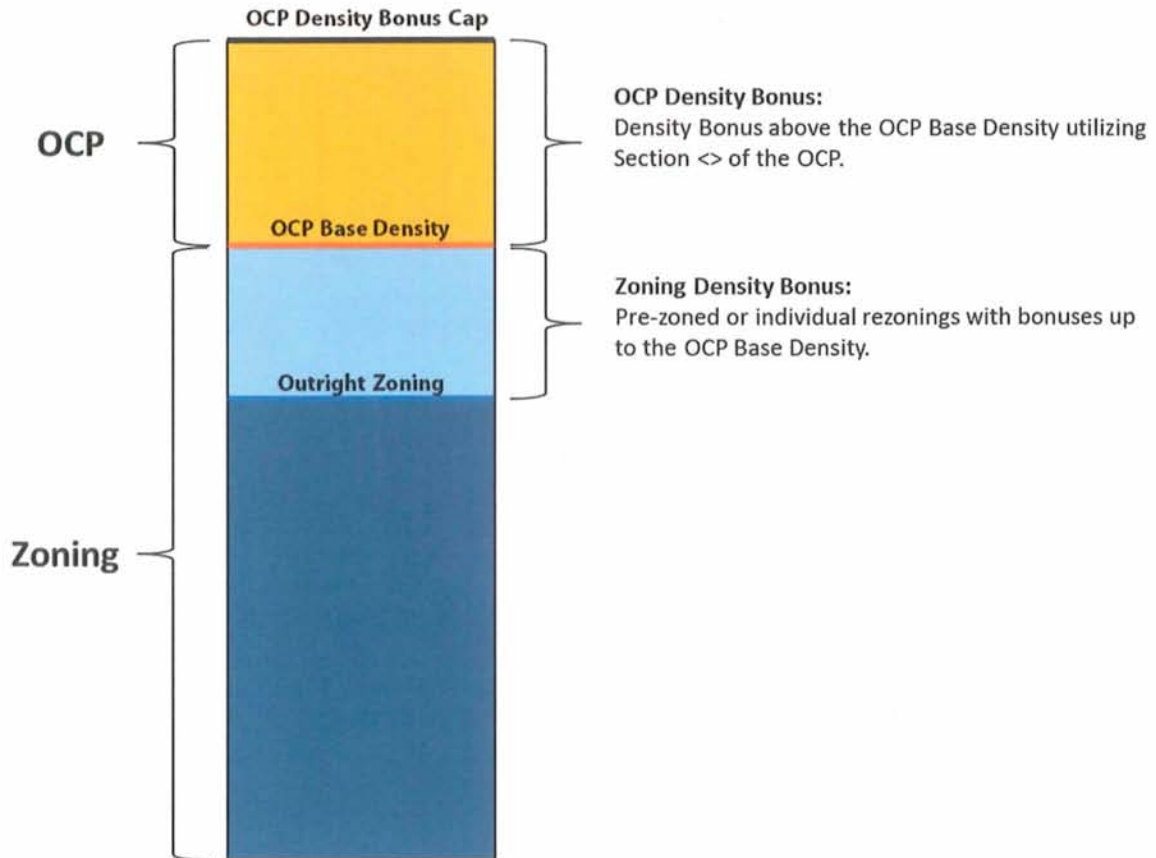 OCP Density Bonus Cap
OCP
OCP Density Bonus:
Density Bonus above the OCP Base Density utilizing
Section <> of the OCP.
OCP Base Density
Zoning Density Bonus:
Pre-zoned or individual rezonings with bonuses up
to the OCP Base Density.
Outright Zoning
Zoning